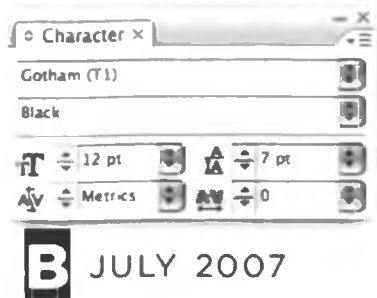 Character ×
Gotham (T1)
Black
12 pt 7 pt
Metrics 0
B JULY 2007